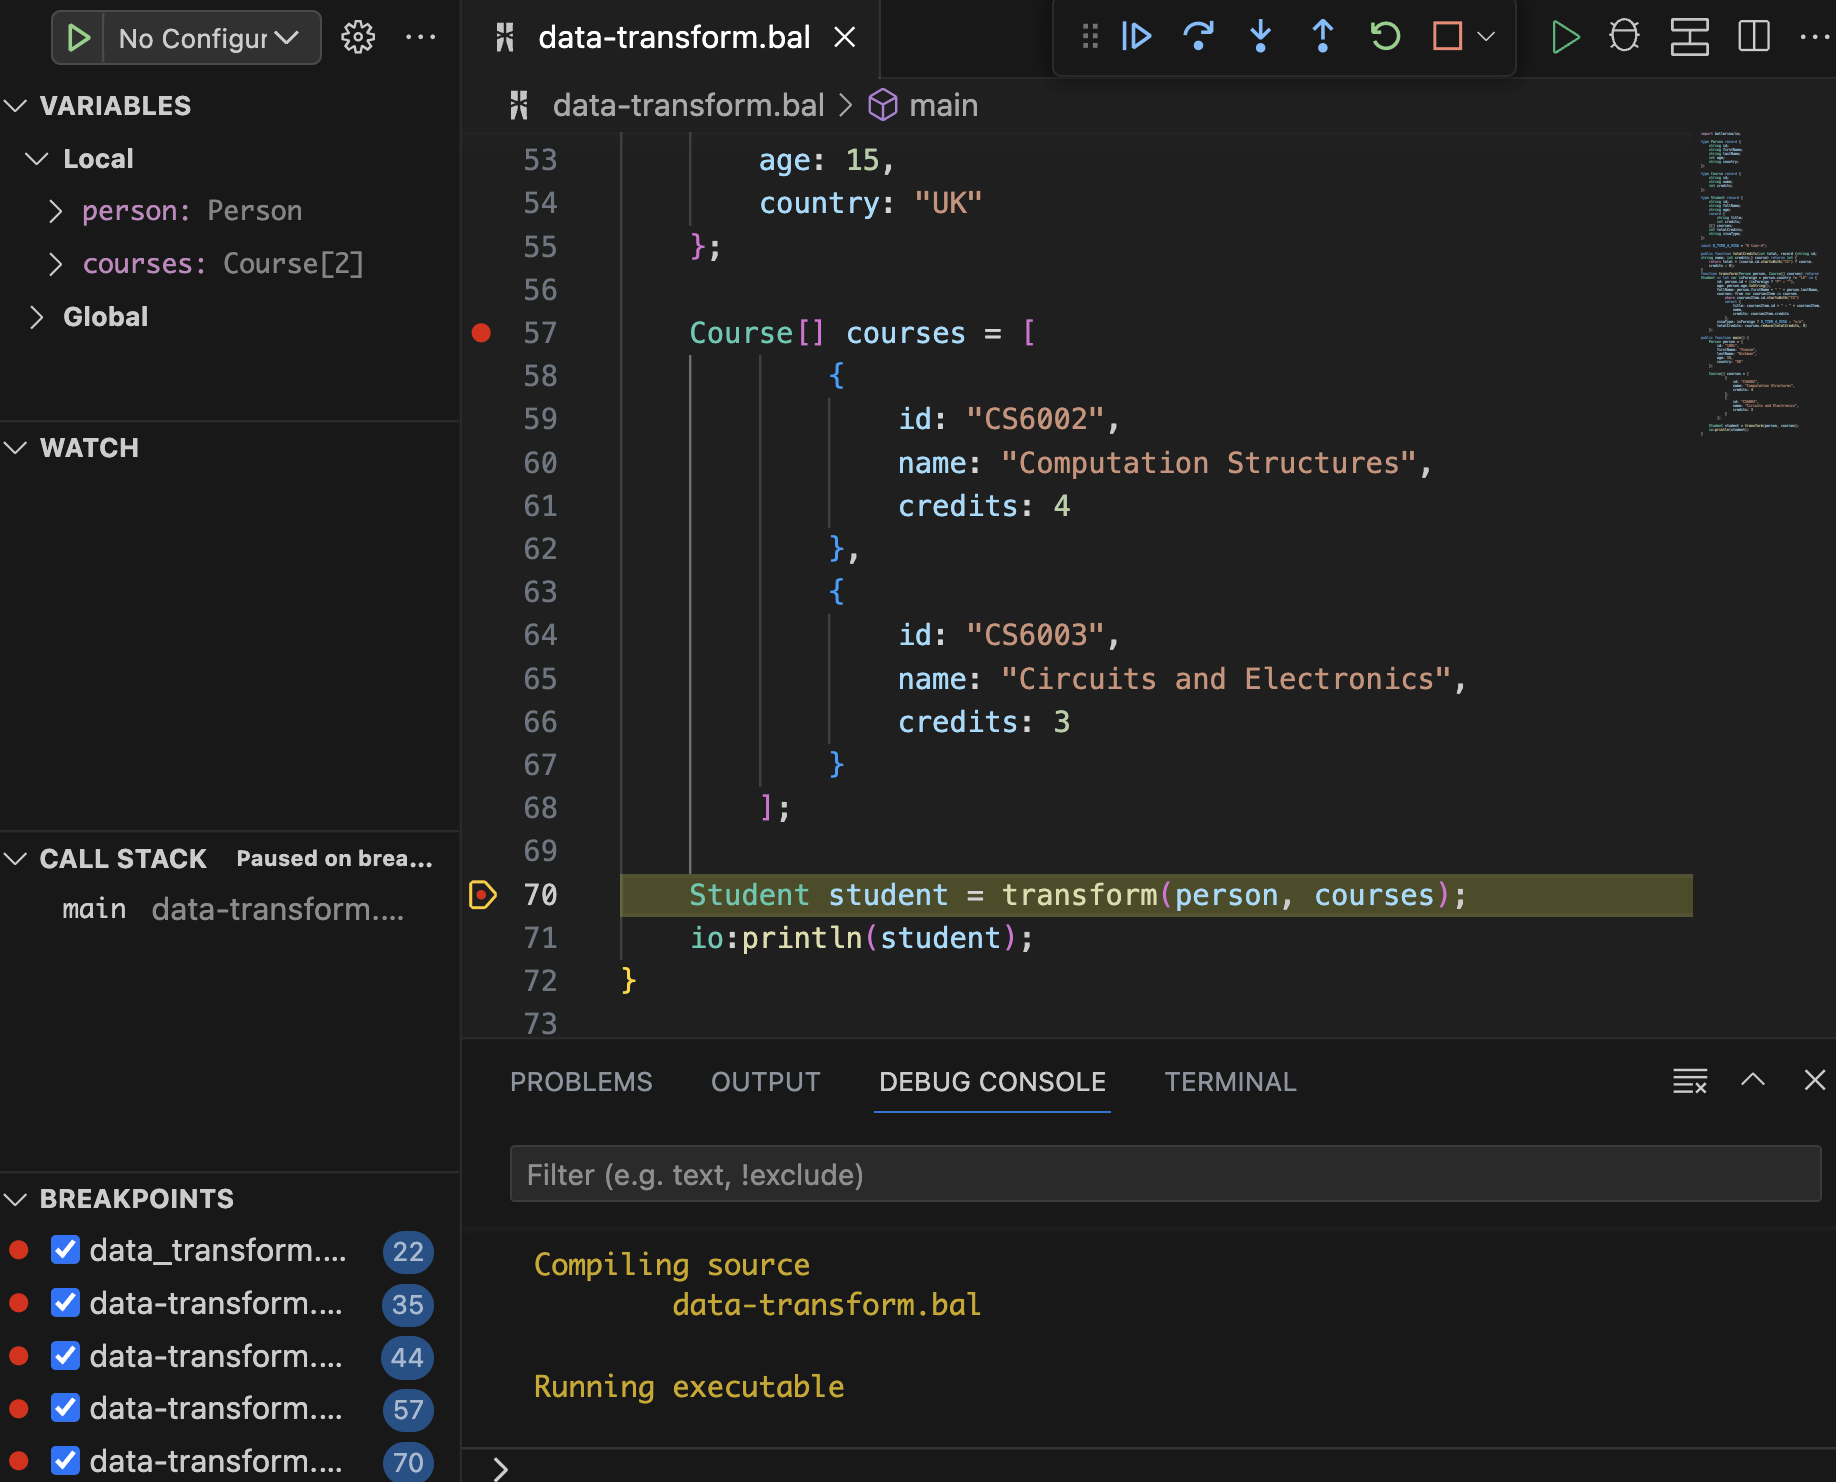 No Configur
data-transform.bal
VARIABLES
Local
person: Person
courses: Course[2]
Global
WATCH
CALL STACK Paused on brea...
main data-transform....
BREAKPOINTS
data_transform.... 22
data-transform.... 35
data-transform.... 44
data-transform.... 57
data-transform.... 70
data-transform.bal > main
53 age: 15,
54 country: "UK"
55 };
56
57 Course[] courses = [
58 {
59 id: "CS6002",
60 name: "Computation Structures",
61 credits: 4
62 },
63 {
64 id: "CS6003",
65 name: "Circuits and Electronics",
66 credits: 3
67 }
68 ];
69
70 Student student = transform(person, courses);
71 io:println(student);
72 }
73
PROBLEMS OUTPUT DEBUG CONSOLE TERMINAL
Filter (e.g. text, !exclude)
Compiling source
data-transform.bal
Running executable